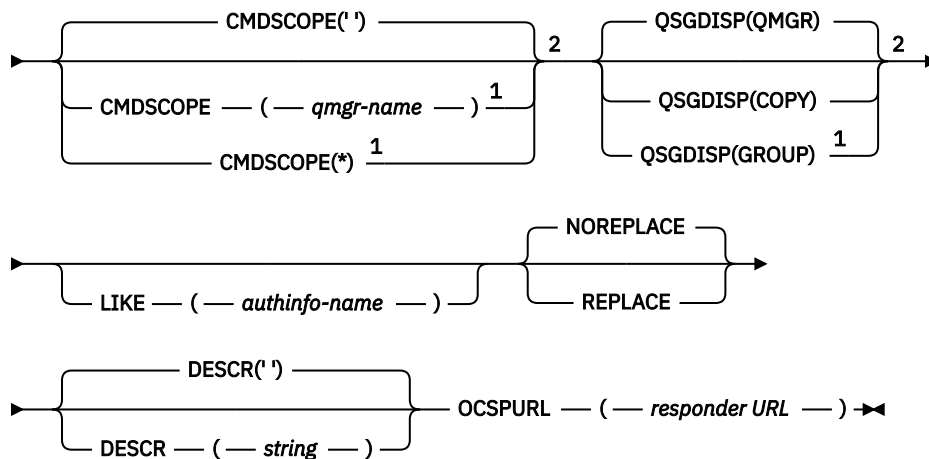 CMDSCOPE(' ')
2
CMDSCOPE ( qmgr-name ) 1
CMDSCOPE(*) 1
QSGDISP(QMGR)
2
QSGDISP(COPY)
QSGDISP(GROUP) 1
LIKE ( authinfo-name )
NOREPLACE
REPLACE
DESCR(' ')
DESCR ( string )
OCSPURL ( responder URL )